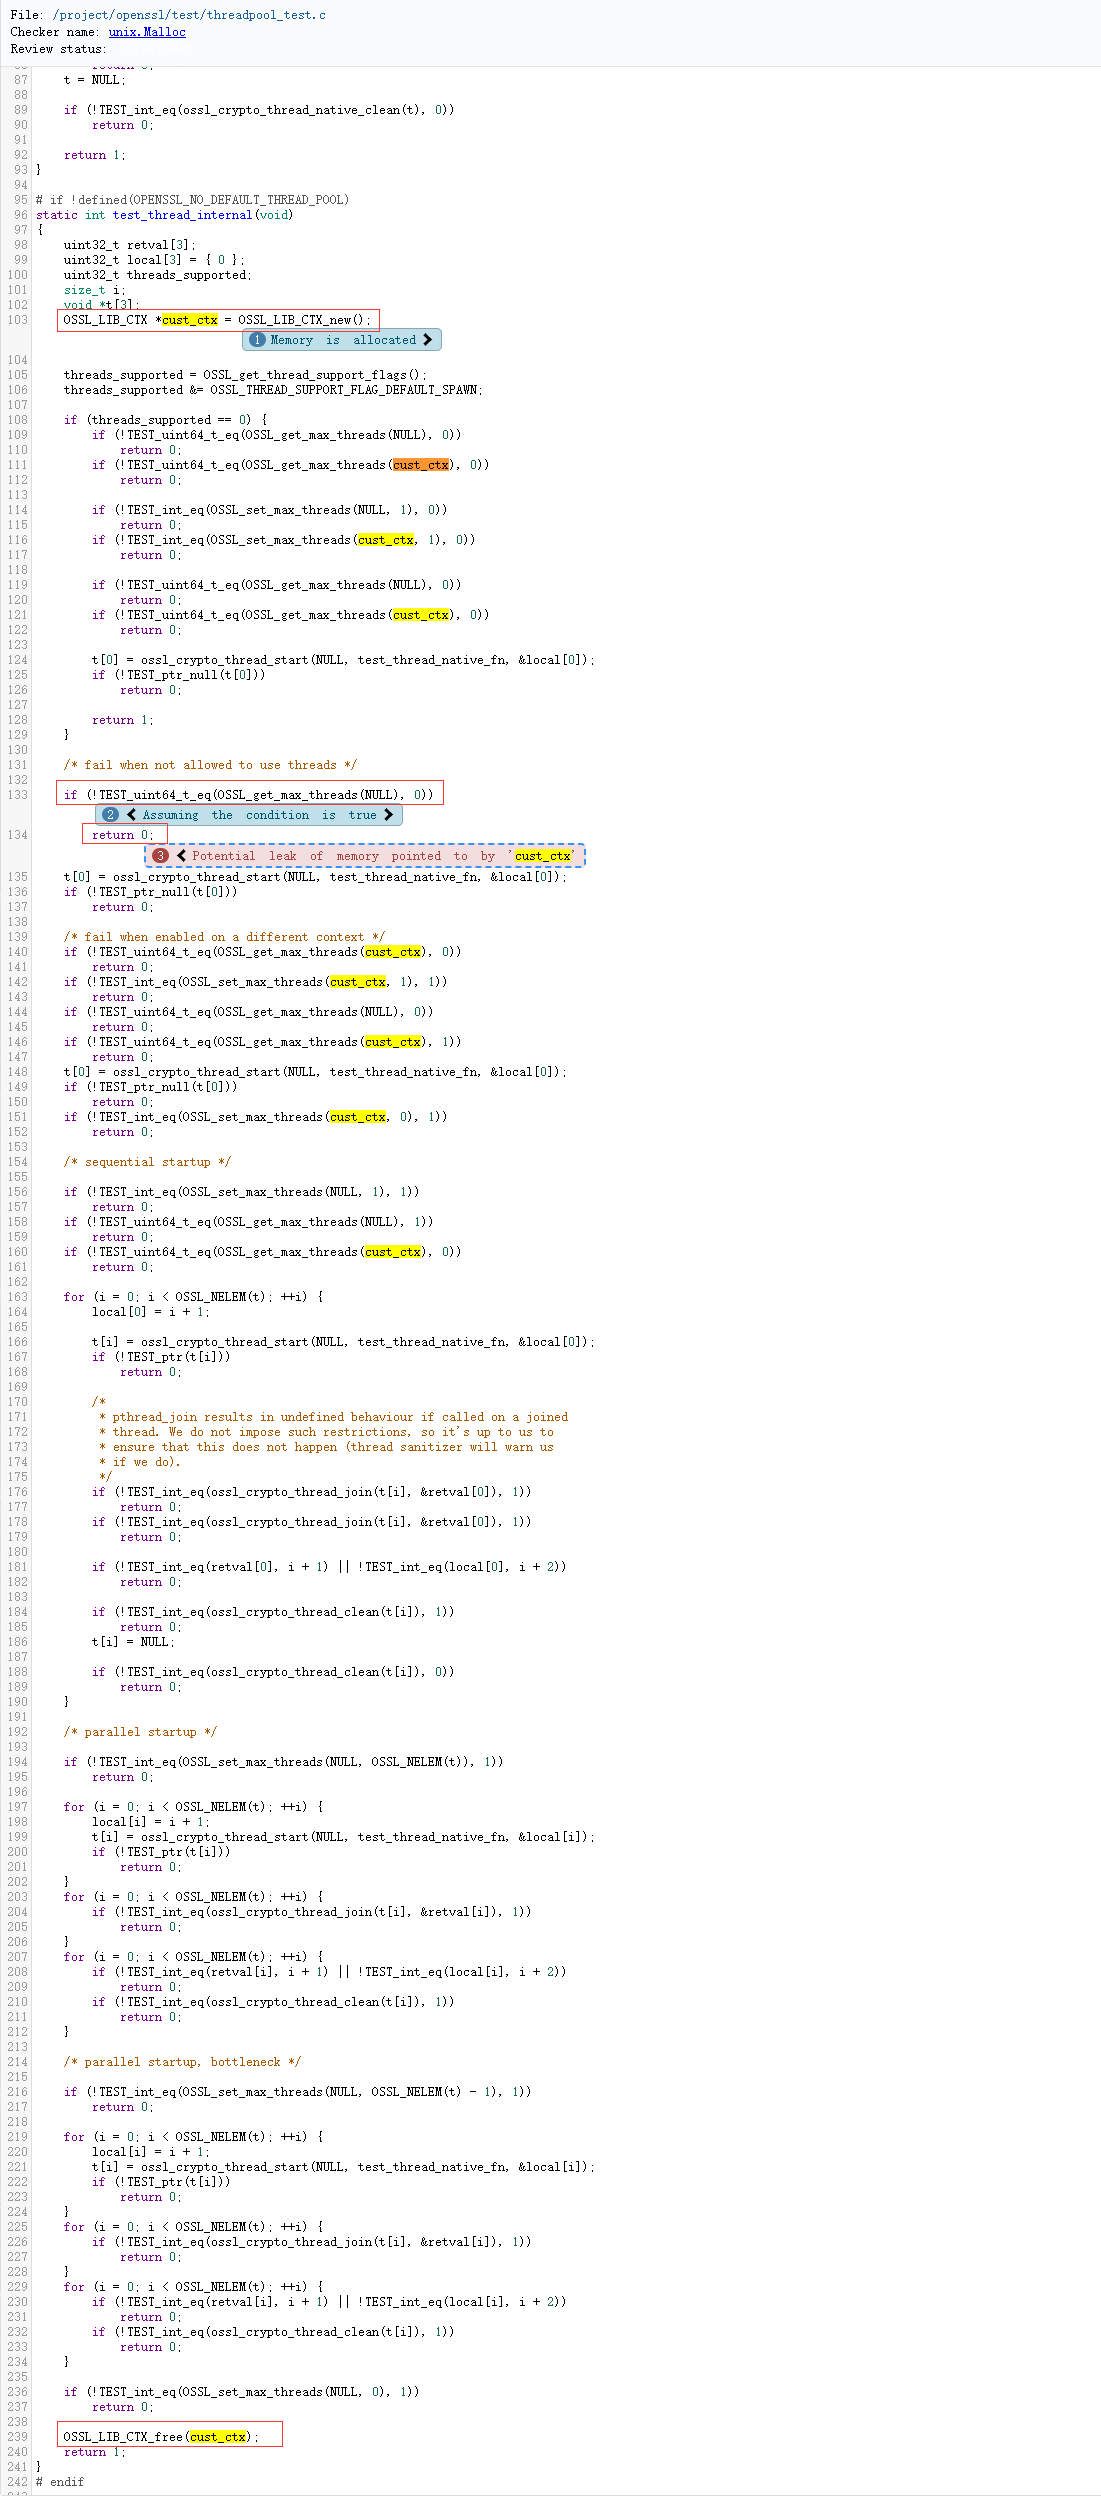 File: /project/openssl/test/threadpool_test.c
Checker name: unix.Malloc
Review status:
87 t = NULL;
88
89 if (!TEST_int_eq(ossl_crypto_thread_native_clean(t), 0))
90 return 0;
91
92 return 1;
93 }
94
95 # if !defined(OPENSSL_NO_DEFAULT_THREAD_POOL)
96 static int test_thread_internal(void)
97 {
98 uint32_t retval[3];
99 uint32_t local[3] = { 0 };
100 uint32_t threads_supported;
101 size_t i;
102 void *t[3];
103 OSSL_LIB_CTX *cust_ctx = OSSL_LIB_CTX_new();
1 Memory is allocated
104
105 threads_supported = OSSL_get_thread_support_flags();
106 threads_supported &= OSSL_THREAD_SUPPORT_FLAG_DEFAULT_SPAWN;
107
108 if (threads_supported == 0) {
109 if (!TEST_uint64_t_eq(OSSL_get_max_threads(NULL), 0))
110 return 0;
111 if (!TEST_uint64_t_eq(OSSL_get_max_threads(cust_ctx), 0))
112 return 0;
113
114 if (!TEST_int_eq(OSSL_set_max_threads(NULL, 1), 0))
115 return 0;
116 if (!TEST_int_eq(OSSL_set_max_threads(cust_ctx, 1), 0))
117 return 0;
118
119 if (!TEST_uint64_t_eq(OSSL_get_max_threads(NULL), 0))
120 return 0;
121 if (!TEST_uint64_t_eq(OSSL_get_max_threads(cust_ctx), 0))
122 return 0;
123
124 t[0] = ossl_crypto_thread_start(NULL, test_thread_native_fn, &local[0]);
125 if (!TEST_ptr_null(t[0]))
126 return 0;
127
128 return 1;
129 }
130
131 /* fail when not allowed to use threads */
132
133 if (!TEST_uint64_t_eq(OSSL_get_max_threads(NULL), 0))
2 Assuming the condition is true
134 return 0;
3 Potential leak of memory pointed to by 'cust_ctx'
135 t[0] = ossl_crypto_thread_start(NULL, test_thread_native_fn, &local[0]);
136 if (!TEST_ptr_null(t[0]))
137 return 0;
138
139 /* fail when enabled on a different context */
140 if (!TEST_uint64_t_eq(OSSL_get_max_threads(cust_ctx), 0))
141 return 0;
142 if (!TEST_int_eq(OSSL_set_max_threads(cust_ctx, 1), 1))
143 return 0;
144 if (!TEST_uint64_t_eq(OSSL_get_max_threads(NULL), 0))
145 return 0;
146 if (!TEST_uint64_t_eq(OSSL_get_max_threads(cust_ctx), 1))
147 return 0;
148 t[0] = ossl_crypto_thread_start(NULL, test_thread_native_fn, &local[0]);
149 if (!TEST_ptr_null(t[0]))
150 return 0;
151 if (!TEST_int_eq(OSSL_set_max_threads(cust_ctx, 0), 1))
152 return 0;
153
154 /* sequential startup */
155
156 if (!TEST_int_eq(OSSL_set_max_threads(NULL, 1), 1))
157 return 0;
158 if (!TEST_uint64_t_eq(OSSL_get_max_threads(NULL), 1))
159 return 0;
160 if (!TEST_uint64_t_eq(OSSL_get_max_threads(cust_ctx), 0))
161 return 0;
162
163 for (i = 0; i < OSSL_NELEM(t); ++i) {
164 local[0] = i + 1;
165
166 t[i] = ossl_crypto_thread_start(NULL, test_thread_native_fn, &local[0]);
167 if (!TEST_ptr(t[i]))
168 return 0;
169
170 /*
171 * pthread_join results in undefined behaviour if called on a joined
172 * thread. We do not impose such restrictions, so it's up to us to
173 * ensure that this does not happen (thread sanitizer will warn us
174 * if we do).
175 */
176 if (!TEST_int_eq(ossl_crypto_thread_join(t[i], &retval[0]), 1))
177 return 0;
178 if (!TEST_int_eq(ossl_crypto_thread_join(t[i], &retval[0]), 1))
179 return 0;
180
181 if (!TEST_int_eq(retval[0], i + 1) || !TEST_int_eq(local[0], i + 2))
182 return 0;
183
184 if (!TEST_int_eq(ossl_crypto_thread_clean(t[i]), 1))
185 return 0;
186 t[i] = NULL;
187
188 if (!TEST_int_eq(ossl_crypto_thread_clean(t[i]), 0))
189 return 0;
190 }
191
192 /* parallel startup */
193
194 if (!TEST_int_eq(OSSL_set_max_threads(NULL, OSSL_NELEM(t)), 1))
195 return 0;
196
197 for (i = 0; i < OSSL_NELEM(t); ++i) {
198 local[i] = i + 1;
199 t[i] = ossl_crypto_thread_start(NULL, test_thread_native_fn, &local[i]);
200 if (!TEST_ptr(t[i]))
201 return 0;
202 }
203 for (i = 0; i < OSSL_NELEM(t); ++i) {
204 if (!TEST_int_eq(ossl_crypto_thread_join(t[i], &retval[i]), 1))
205 return 0;
206 }
207 for (i = 0; i < OSSL_NELEM(t); ++i) {
208 if (!TEST_int_eq(retval[i], i + 1) || !TEST_int_eq(local[i], i + 2))
209 return 0;
210 if (!TEST_int_eq(ossl_crypto_thread_clean(t[i]), 1))
211 return 0;
212 }
213
214 /* parallel startup, bottleneck */
215
216 if (!TEST_int_eq(OSSL_set_max_threads(NULL, OSSL_NELEM(t) - 1), 1))
217 return 0;
218
219 for (i = 0; i < OSSL_NELEM(t); ++i) {
220 local[i] = i + 1;
221 t[i] = ossl_crypto_thread_start(NULL, test_thread_native_fn, &local[i]);
222 if (!TEST_ptr(t[i]))
223 return 0;
224 }
225 for (i = 0; i < OSSL_NELEM(t); ++i) {
226 if (!TEST_int_eq(ossl_crypto_thread_join(t[i], &retval[i]), 1))
227 return 0;
228 }
229 for (i = 0; i < OSSL_NELEM(t); ++i) {
230 if (!TEST_int_eq(retval[i], i + 1) || !TEST_int_eq(local[i], i + 2))
231 return 0;
232 if (!TEST_int_eq(ossl_crypto_thread_clean(t[i]), 1))
233 return 0;
234 }
235
236 if (!TEST_int_eq(OSSL_set_max_threads(NULL, 0), 1))
237 return 0;
238
239 OSSL_LIB_CTX_free(cust_ctx);
240 return 1;
241 }
242 # endif